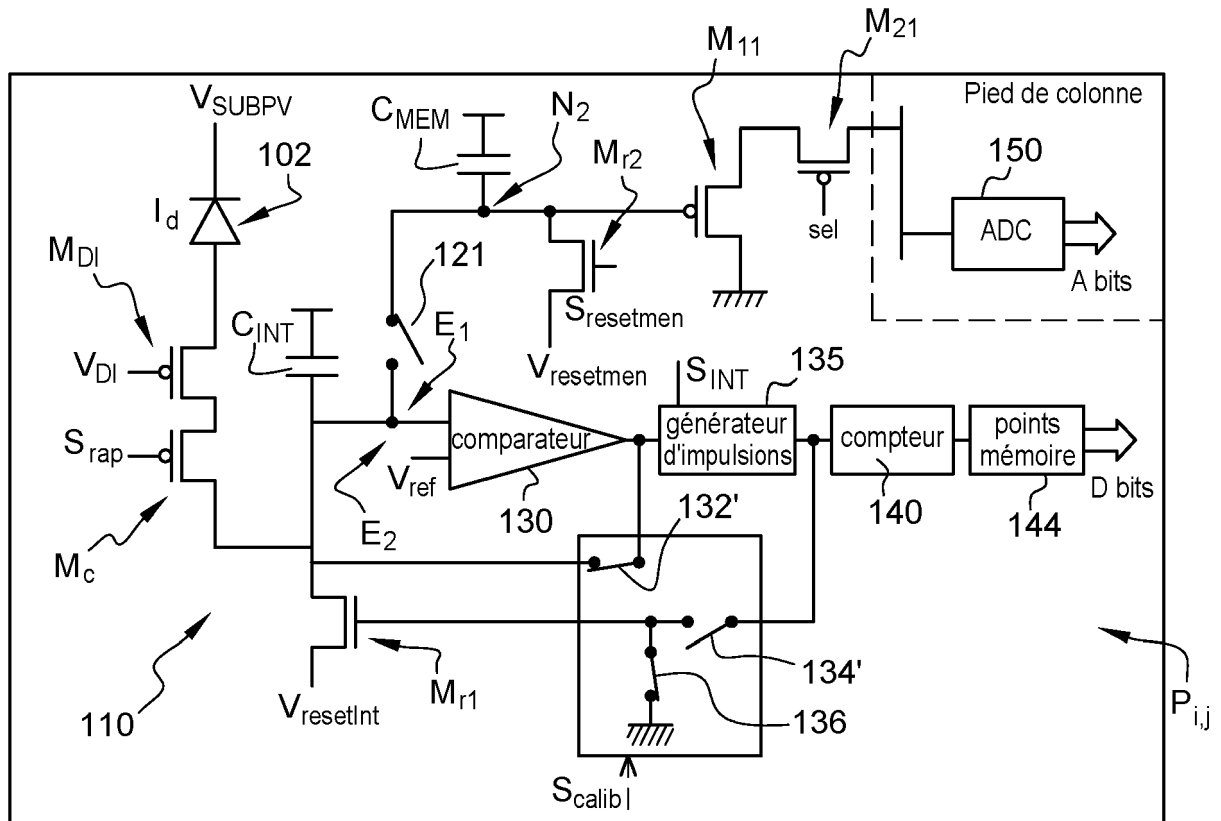 M11
M21
VSUBPV
CMEM
N2
Pied de colonne
102
Mr2
150
Id
ADC
sel
MDI
121
A bits
CINT
E1
Sresetmen
VDI
Vresetmen
SINT
135
comparateur
générateur
d'impulsions
compteur
points
mémoire
Srap
Vref
D bits
130
140
144
E2
132'
Mc
134'
Mr1
136
110
VresetInt
Pi,j
Scalib